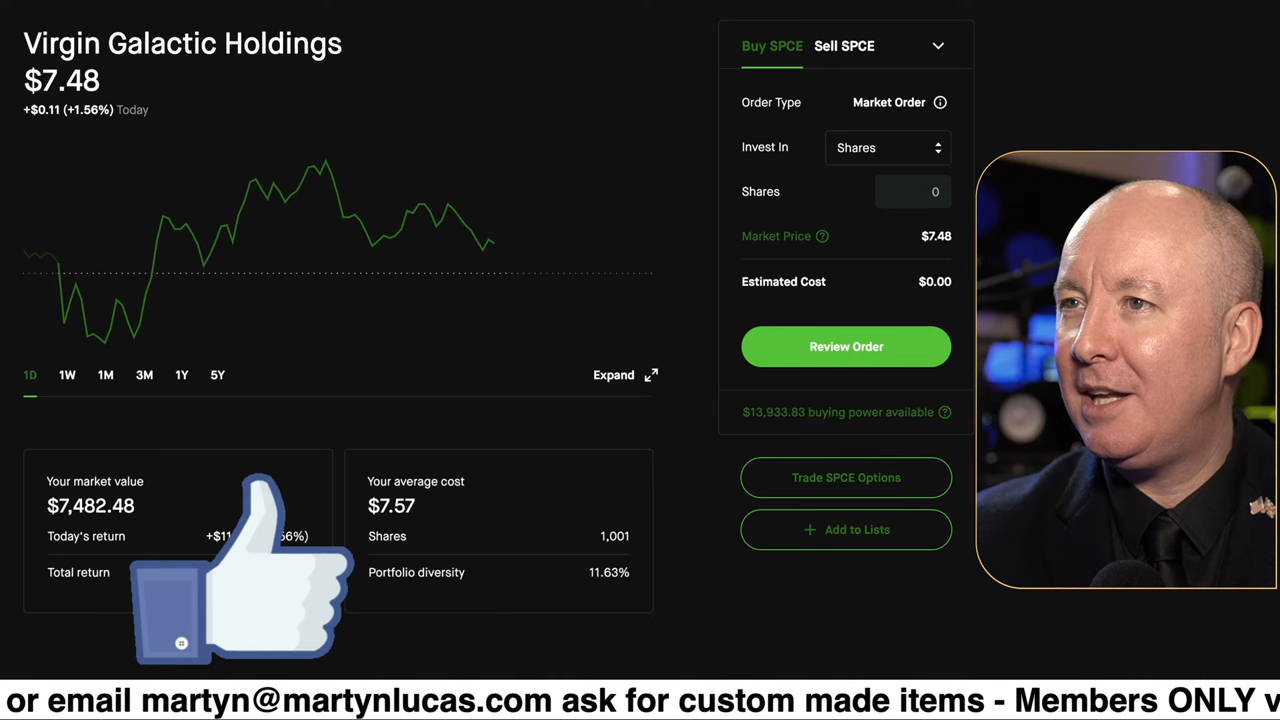 Virgin Galactic Holdings
$7.48
+$0.11 (+1.56%) Today
1D 1W 1M 3M 1Y 5Y
Expand
Your market value
$7,482.48
Today's return +$11 56%)
Total return
Your average cost
$7.57
Shares 1,001
Portfolio diversity 11.63%
Buy SPCE Sell SPCE
Order Type Market Order
Invest In Shares
Shares 0
Market Price $7.48
Estimated Cost $0.00
Review Order
$13,933.83 buying power available
Trade SPCE Options
+ Add to Lists
or email martyn@martynlucas.com ask for custom made items - Members ONLY v